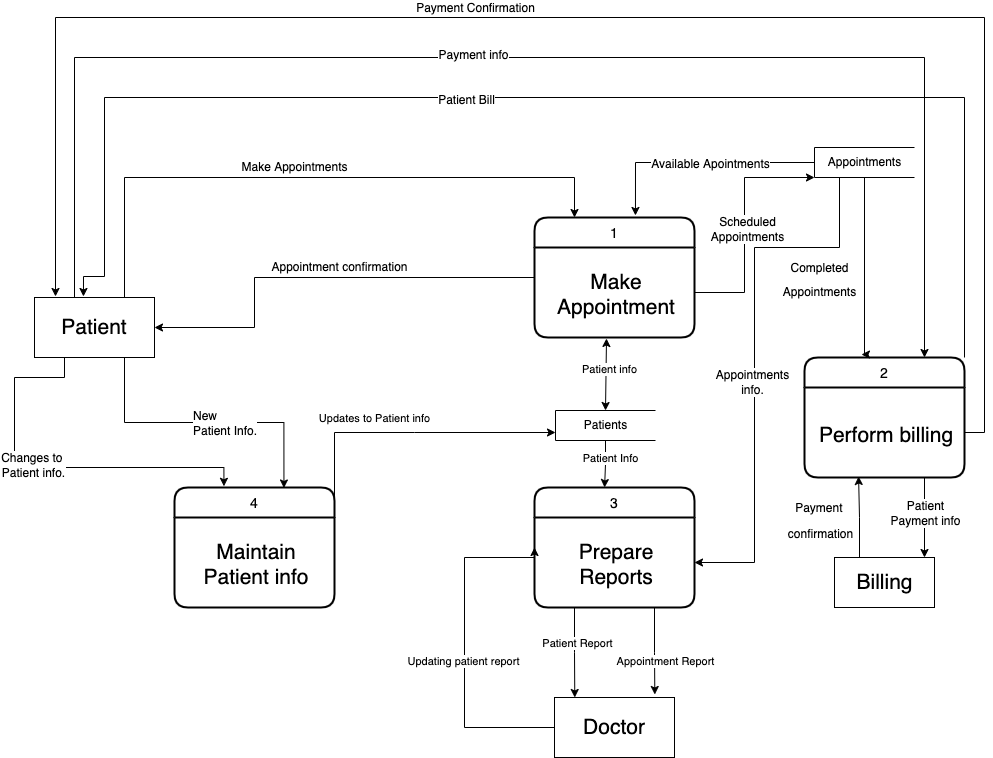 Payment Confirmation
Payment info
Patient Bill
Make Appointments
Available Apointments
Appointments
Scheduled
Appointments
1
Make
Appointment
Appointment confirmation
Completed
Appointments
Patient
Patient info
Appointments
info.
2
Perform billing
New
Patient Info.
Updates to Patient info
Patients
Changes to
Patient info.
Patient Info
4
Maintain
Patient info
3
Prepare
Reports
Payment
confirmation
Patient
Payment info
Billing
Patient Report
Updating patient report
Appointment Report
Doctor